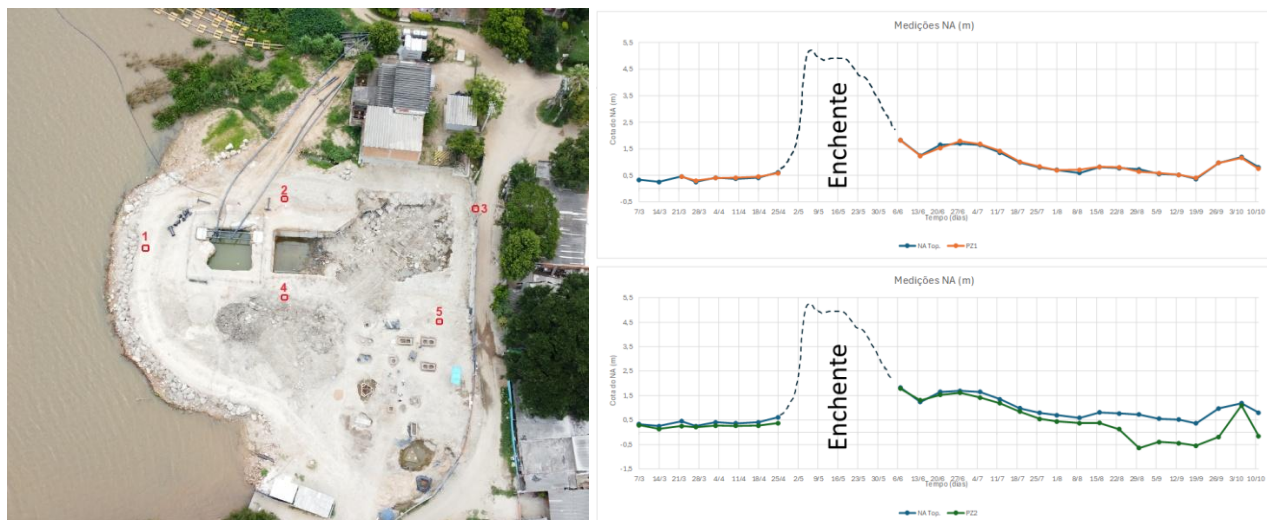 1
2
3
4
5
Medições NA (m)
Cota do NA (m)
5,5
4,5
3,5
2,5
1,5
0,5
-0,5
Enchente
7/3 14/3 21/3 28/3 4/4 11/4 18/4 25/4 2/5 9/5 16/5 23/5 30/5 6/6 13/6 20/6 27/6 4/7 11/7 18/7 25/7 1/8 8/8 15/8 22/8 29/8 5/9 12/9 19/9 26/9 3/10 10/10
Tempo (dias)
NA Top. PZ1
Medições NA (m)
Cota do NA (m)
5,5
4,5
3,5
2,5
1,5
0,5
-0,5
-1,5
Enchente
7/3 14/3 21/3 28/3 4/4 11/4 18/4 25/4 2/5 9/5 16/5 23/5 30/5 6/6 13/6 20/6 27/6 4/7 11/7 18/7 25/7 1/8 8/8 15/8 22/8 29/8 5/9 12/9 19/9 26/9 3/10 10/10
Tempo (dias)
NA Top. PZ2